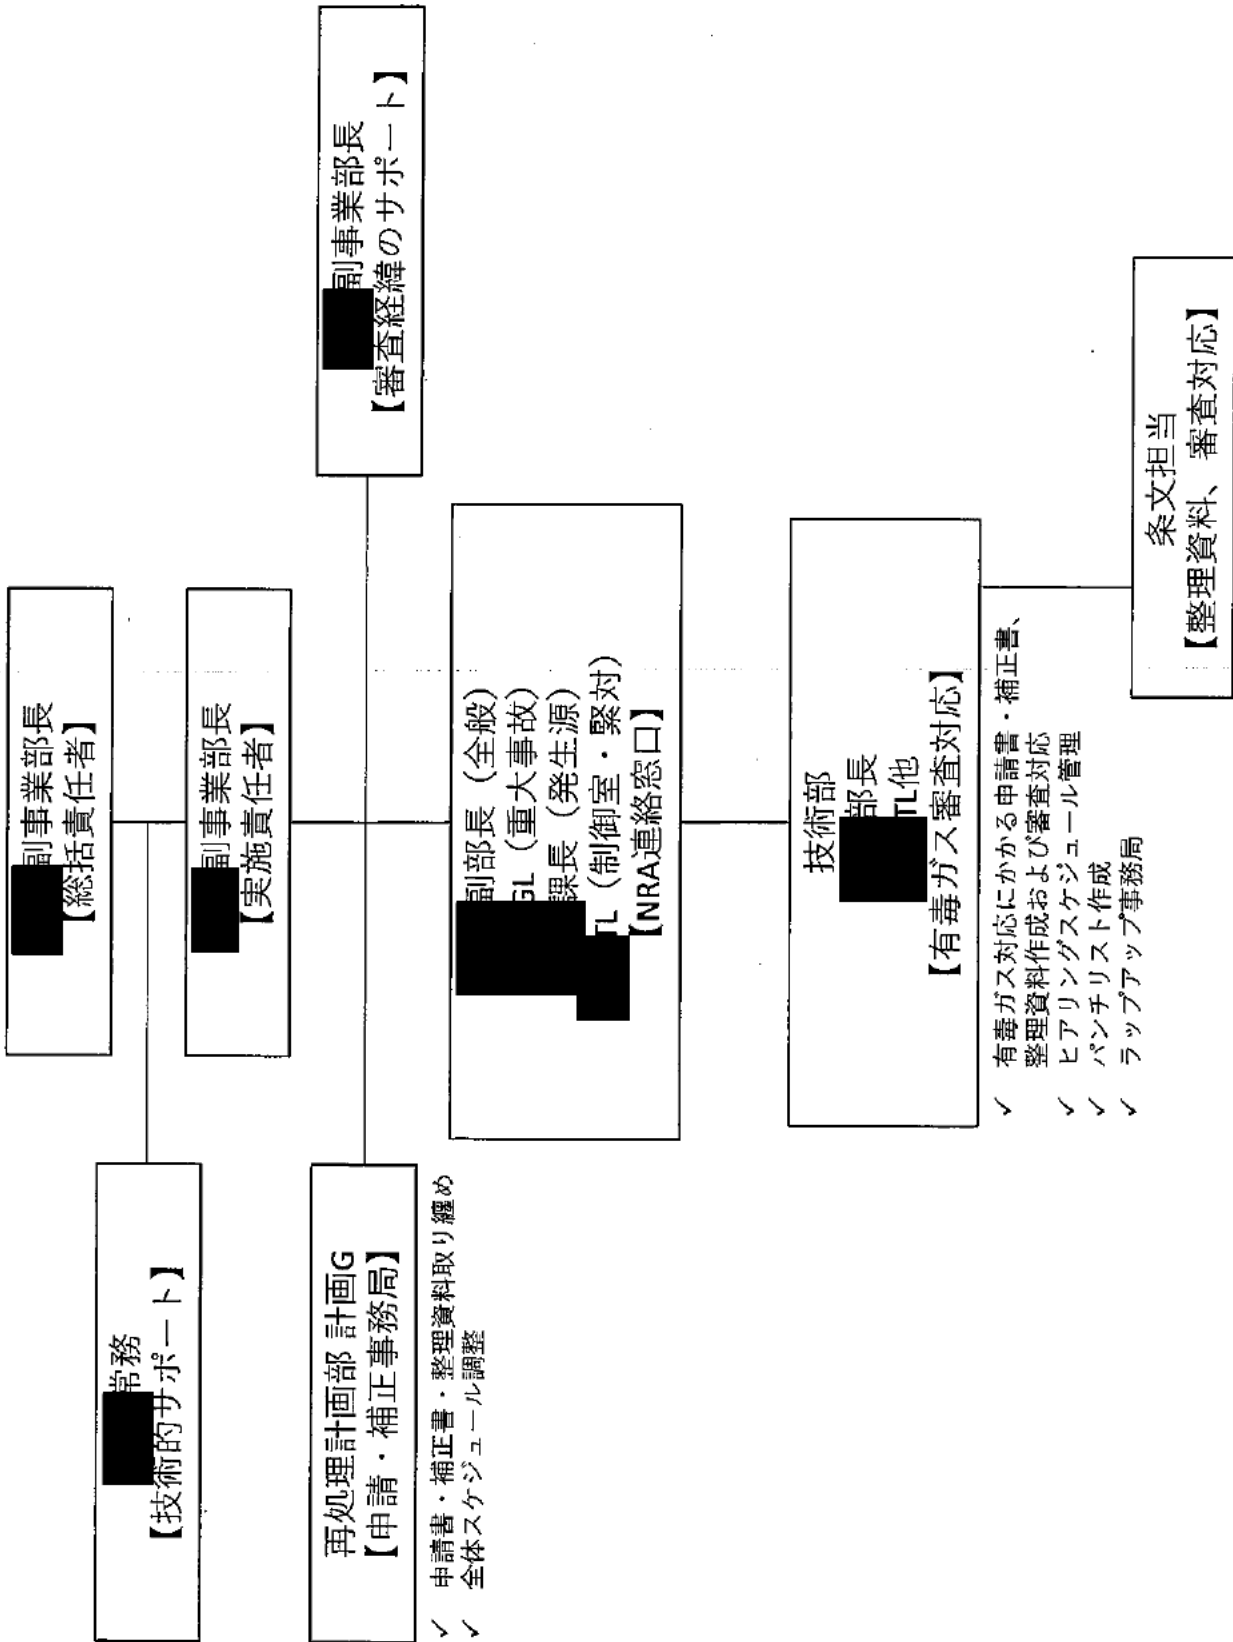 副事業部長
【総括責任者】
常務
【技術的サポート】
副事業部長
【実施責任者】
再処理計画部 計画G
【申請・補正事務局】
✓ 申請書・補正書・整理資料取り纏め
✓ 全体スケジュール調整
副事業部長
【審査経緯のサポート】
副部長（全般）
GL（重大事故）
課長（発生源）
TL（制御室・緊対）
【NRA連絡窓口】
技術部
部長
TL他
【有毒ガス審査対応】
✓ 有毒ガス対応にかかる申請書・補正書、
整理資料作成および審査対応
✓ ヒアリングスケジュール管理
✓ パンチリスト作成
✓ ラップアップ事務局
条文担当
【整理資料、審査対応】